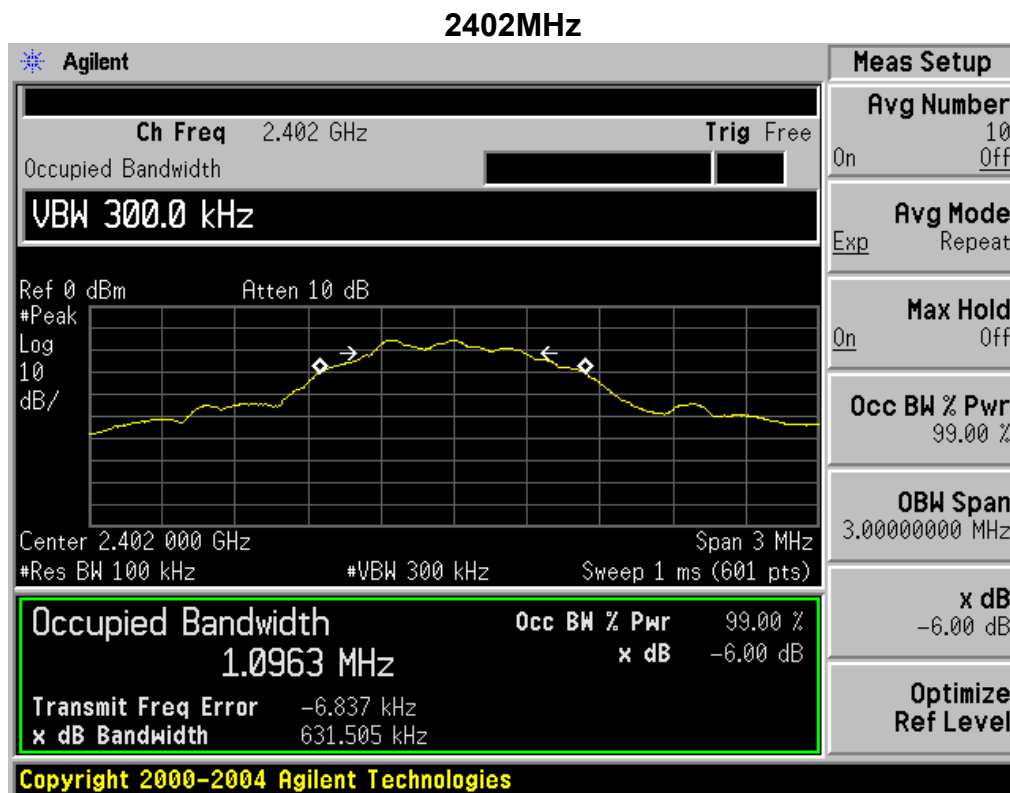 2402MHz
Agilent
Ch Freq 2.402 GHz Trig Free
Occupied Bandwidth
VBW 300.0 kHz
Ref 0 dBm Atten 10 dB
#Peak
Log
10
dB/
Center 2.402 000 GHz Span 3 MHz
#Res BW 100 kHz #VBW 300 kHz Sweep 1 ms (601 pts)
Occupied Bandwidth Occ BW % Pwr 99.00 %
1.0963 MHz x dB -6.00 dB
Transmit Freq Error -6.837 kHz
x dB Bandwidth 631.505 kHz
Copyright 2000-2004 Agilent Technologies
Meas Setup
Avg Number
10
On Off
Avg Mode
Exp Repeat
Max Hold
On Off
Occ BW % Pwr
99.00 %
OBW Span
3.00000000 MHz
x dB
-6.00 dB
Optimize
Ref Level